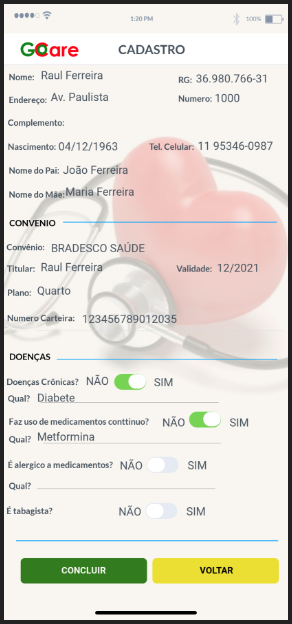 1:20 PM 100%
GCare CADASTRO
Nome: Raul Ferreira RG: 36.980.766-31
Endereço: Av. Paulista Numero: 1000
Complemento:
Nascimento: 04/12/1963 Tel. Celular: 11 95346-0987
Nome do Pai: João Ferreira
Nome do Mãe: Maria Ferreira
CONVENIO
Convênio: BRADESCO SAÚDE
Titular: Raul Ferreira Validade: 12/2021
Plano: Quarto
Numero Carteira: 123456789012035
DOENÇAS
Doenças Crônicas? NÃO SIM
Qual? Diabete
Faz uso de medicamentos conttinuo? NÃO SIM
Qual? Metformina
É alergico a medicamentos? NÃO SIM
Qual?
É tabagista? NÃO SIM
CONCLUIR VOLTAR